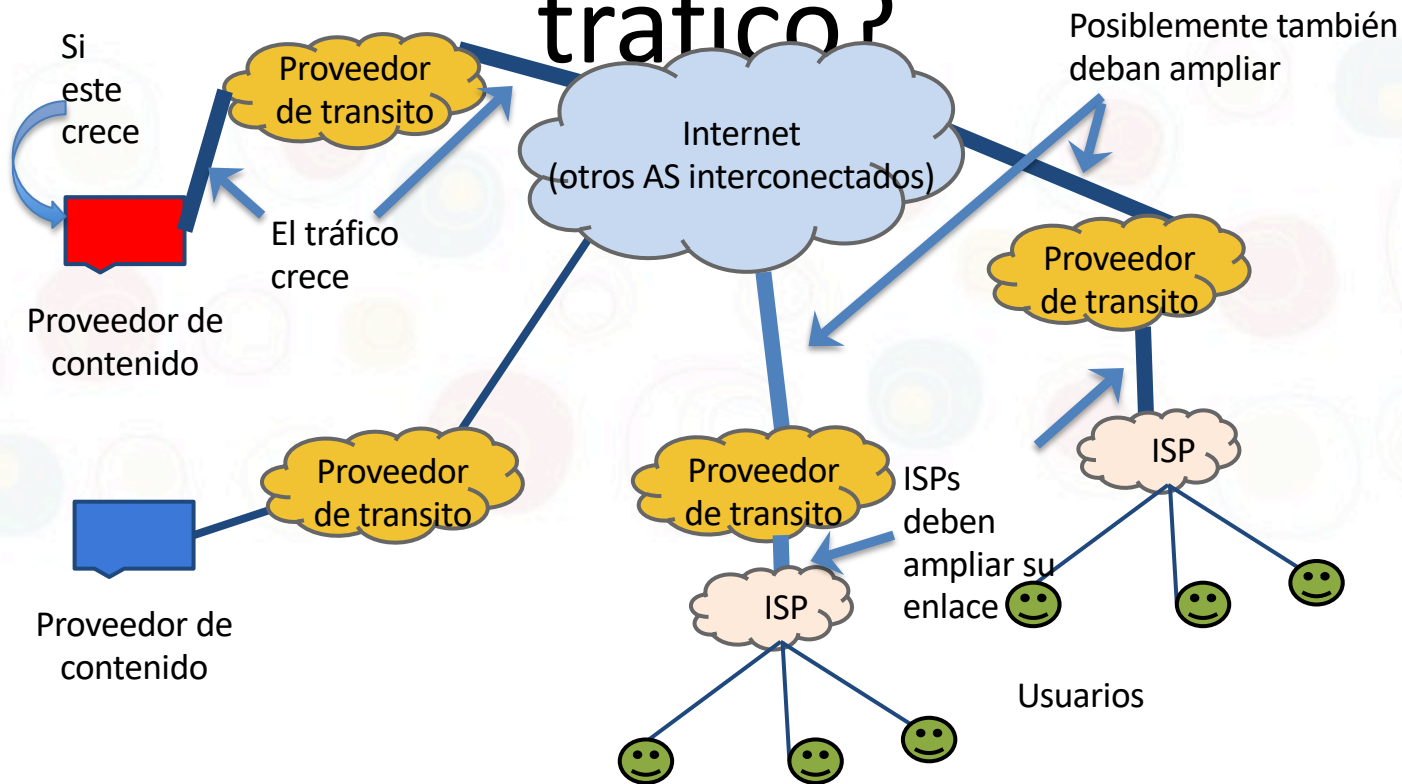 tráfico?
Si
este
crece
Proveedor
de transito
Internet
(otros AS interconectados)
Posiblemente también
deban ampliar
El tráfico
crece
Proveedor de
contenido
Proveedor
de transito
ISP
Proveedor
de transito
Proveedor de
contenido
Proveedor
de transito
ISPs
deben
ampliar su
enlace
ISP
Usuarios